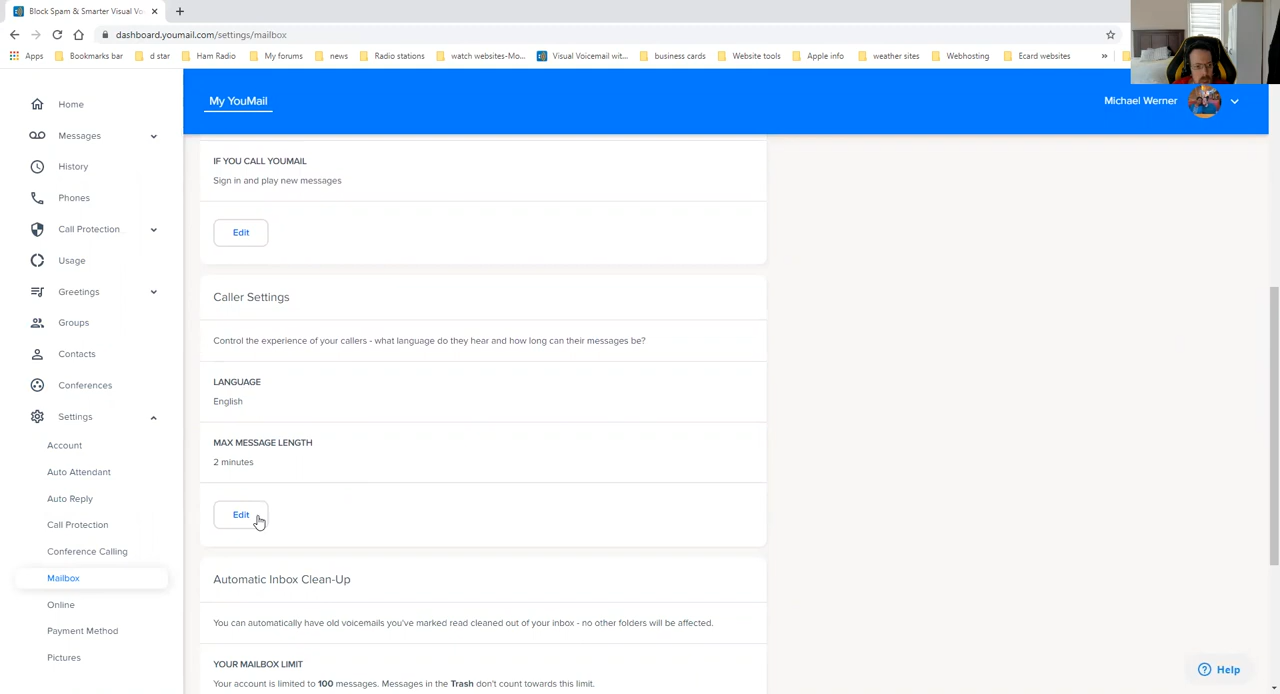 Block Spam & Smarter Visual Vo
dashboard.youmail.com/settings/mailbox
Apps Bookmarks bar d star Ham Radio My forums news Radio stations watch websites-Mo... Visual Voicemail wit... business cards Website tools Apple info weather sites Webhosting Ecard websites »
My YouMail
Michael Werner
Home
Messages
History
Phones
Call Protection
Usage
Greetings
Groups
Contacts
Conferences
Settings
Account
Auto Attendant
Auto Reply
Call Protection
Conference Calling
Mailbox
Online
Payment Method
Pictures
IF YOU CALL YOUMAIL
Sign in and play new messages
Edit
Caller Settings
Control the experience of your callers - what language do they hear and how long can their messages be?
LANGUAGE
English
MAX MESSAGE LENGTH
2 minutes
Edit
Automatic Inbox Clean-Up
You can automatically have old voicemails you've marked read cleaned out of your inbox - no other folders will be affected.
YOUR MAILBOX LIMIT
Your account is limited to 100 messages. Messages in the Trash don't count towards this limit.
Help